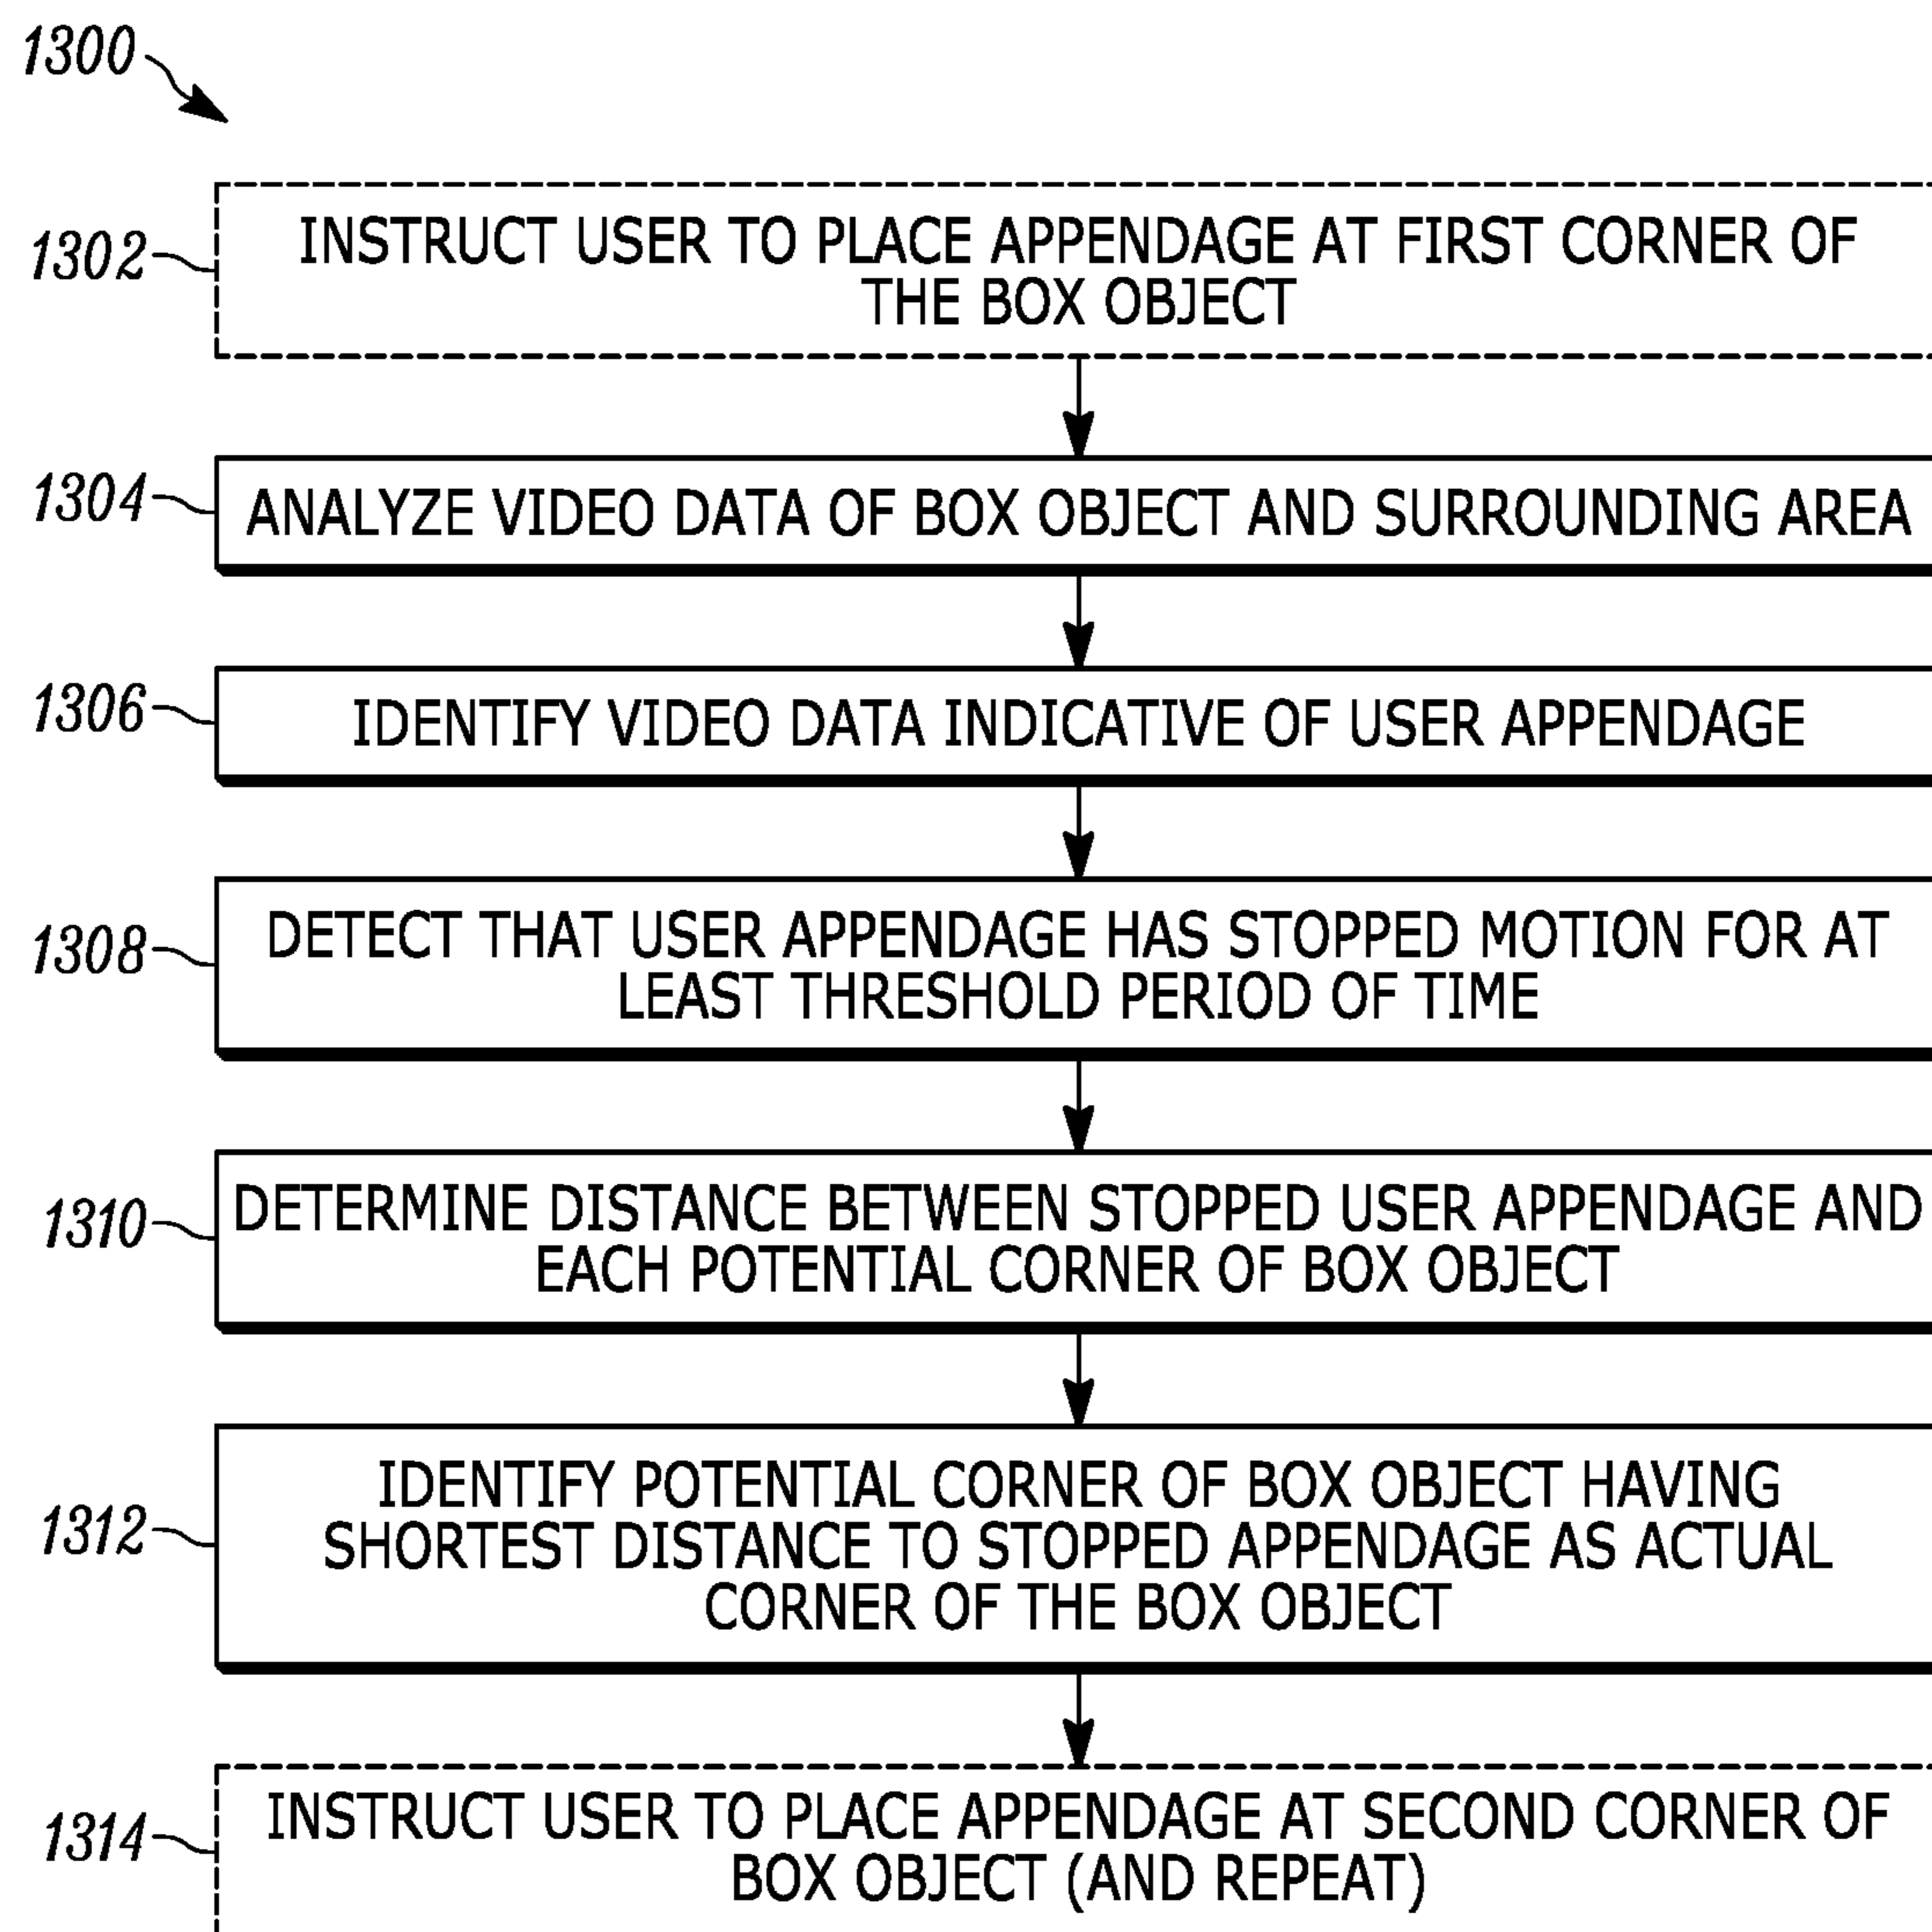 1300
1302
INSTRUCT USER TO PLACE APPENDAGE AT FIRST CORNER OF
THE BOX OBJECT
1304
ANALYZE VIDEO DATA OF BOX OBJECT AND SURROUNDING AREA
1306
IDENTIFY VIDEO DATA INDICATIVE OF USER APPENDAGE
1308
DETECT THAT USER APPENDAGE HAS STOPPED MOTION FOR AT
LEAST THRESHOLD PERIOD OF TIME
1310
DETERMINE DISTANCE BETWEEN STOPPED USER APPENDAGE AND
EACH POTENTIAL CORNER OF BOX OBJECT
1312
IDENTIFY POTENTIAL CORNER OF BOX OBJECT HAVING
SHORTEST DISTANCE TO STOPPED APPENDAGE AS ACTUAL
CORNER OF THE BOX OBJECT
1314
INSTRUCT USER TO PLACE APPENDAGE AT SECOND CORNER OF
BOX OBJECT (AND REPEAT)